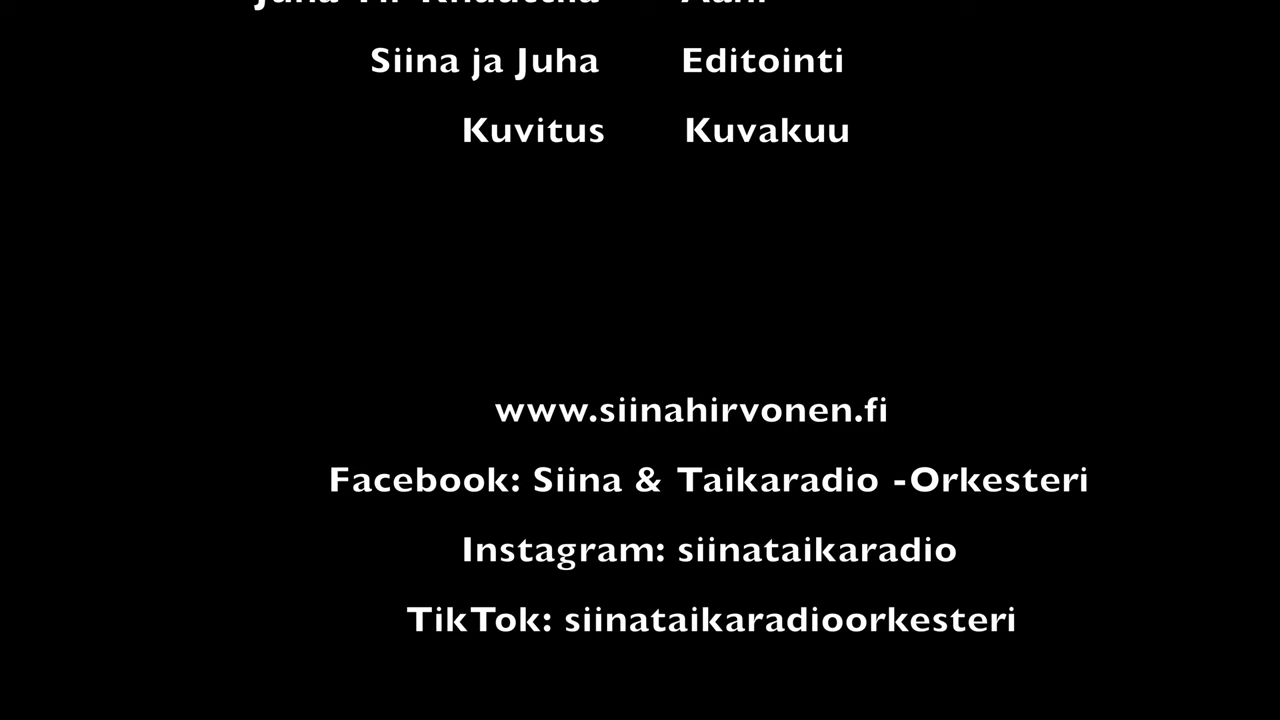 Siina ja Juha Editointi
Kuvitus Kuvakuu
www.siinahirvonen.fi
Facebook: Siina & Taikaradio -Orkesteri
Instagram: siinataikaradio
TikTok: siinataikaradioorkesteri